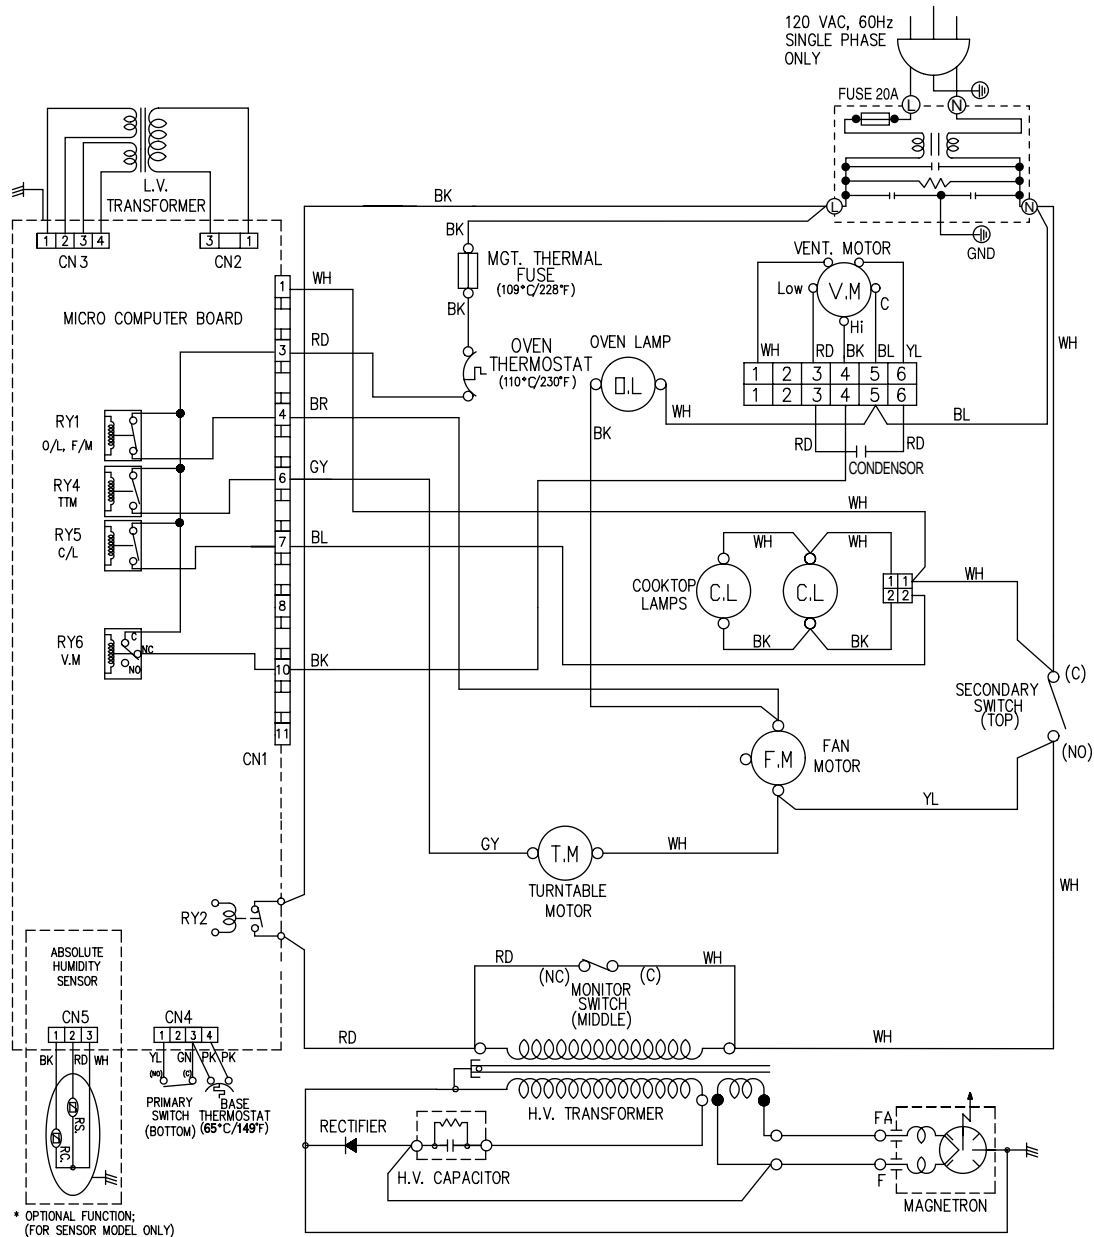 120 VAC, 60Hz
SINGLE PHASE
ONLY
FUSE 20A
L
N
L
N
GND
L.V.
TRANSFORMER
1 2 3 4
CN3
3 1
CN2
MICRO COMPUTER BOARD
BK
BK
MGT. THERMAL
FUSE
(109°C/228°F)
BK
OVEN
THERMOSTAT
(110°C/230°F)
OVEN LAMP
O.L
WH
BK
VENT. MOTOR
Low
V.M
C
Hi
WH
RD
BK
BL
YL
1 2 3 4 5 6
1 2 3 4 5 6
RD
RD
CONDENSOR
BL
WH
1
WH
3
RD
4
BR
6
GY
7
BL
8
10
BK
11
CN1
RY1
O/L, F/M
RY4
TTM
RY5
C/L
RY6
V.M
C
NC
NO
WH
WH
WH
COOKTOP
LAMPS
C.L
C.L
1 1
2 2
WH
BK
BK
(C)
SECONDARY
SWITCH
(TOP)
(NO)
F.M
FAN
MOTOR
YL
GY
T.M
WH
TURNTABLE
MOTOR
WH
RY2
RD
(NC)
(C)
WH
MONITOR
SWITCH
(MIDDLE)
RD
WH
ABSOLUTE
HUMIDITY
SENSOR
CN5
1 2 3
BK RD WH
RS
RC
CN4
1 2 3 4
YL GN PK PK
(NO)
(C)
PRIMARY
SWITCH
(BOTTOM)
BASE
THERMOSTAT
(65°C/149°F)
H.V. TRANSFORMER
RECTIFIER
H.V. CAPACITOR
FA
F
MAGNETRON
* OPTIONAL FUNCTION;
(FOR SENSOR MODEL ONLY)